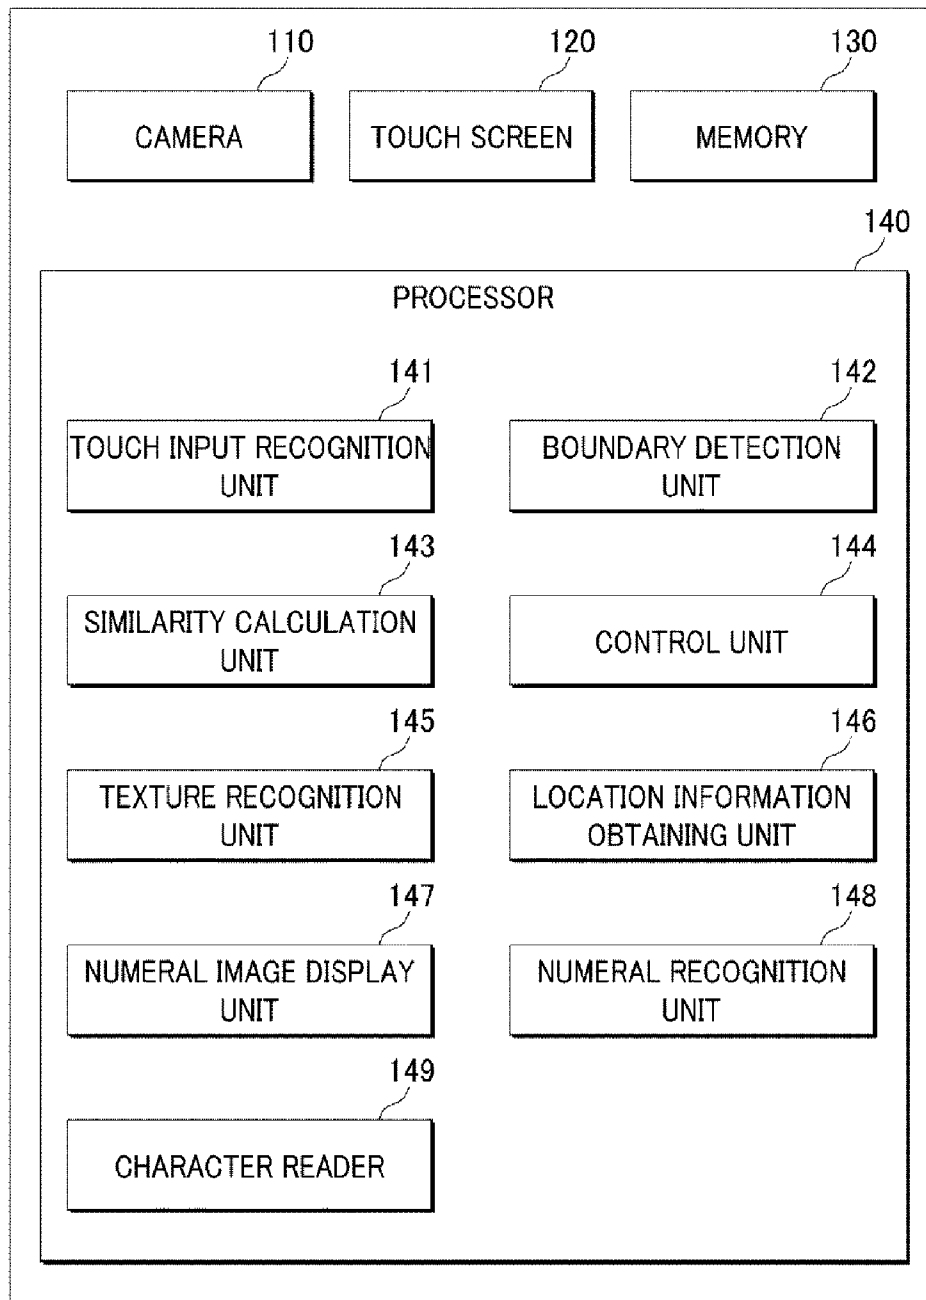 110
120
130
CAMERA
TOUCH SCREEN
MEMORY
140
PROCESSOR
141
142
TOUCH INPUT RECOGNITION
UNIT
BOUNDARY DETECTION
UNIT
143
144
SIMILARITY CALCULATION
UNIT
CONTROL UNIT
145
146
TEXTURE RECOGNITION
UNIT
LOCATION INFORMATION
OBTAINING UNIT
147
148
NUMERAL IMAGE DISPLAY
UNIT
NUMERAL RECOGNITION
UNIT
149
CHARACTER READER